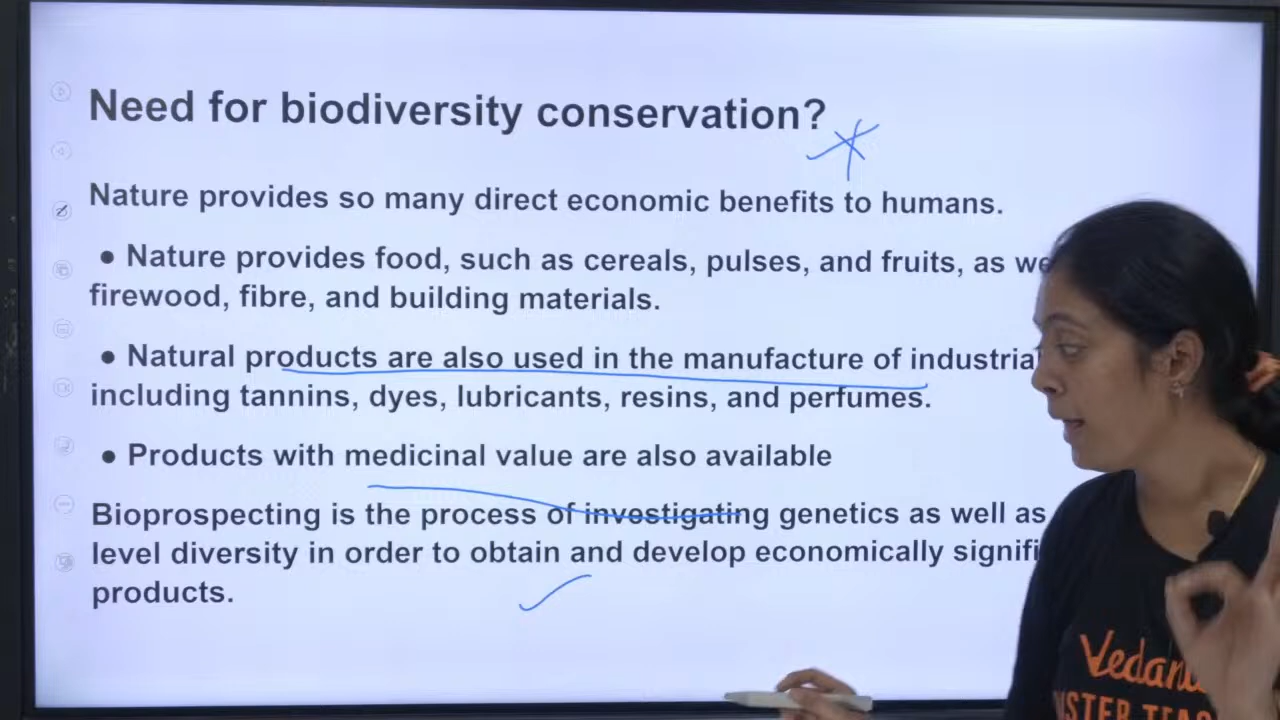 Need for biodiversity conservation?
Nature provides so many direct economic benefits to humans.
● Nature provides food, such as cereals, pulses, and fruits, as we
firewood, fibre, and building materials.
● Natural products are also used in the manufacture of industria
including tannins, dyes, lubricants, resins, and perfumes.
● Products with medicinal value are also available
Bioprospecting is the process of investigating genetics as well as
level diversity in order to obtain and develop economically signifi
products.
Vedan
STER TEAC